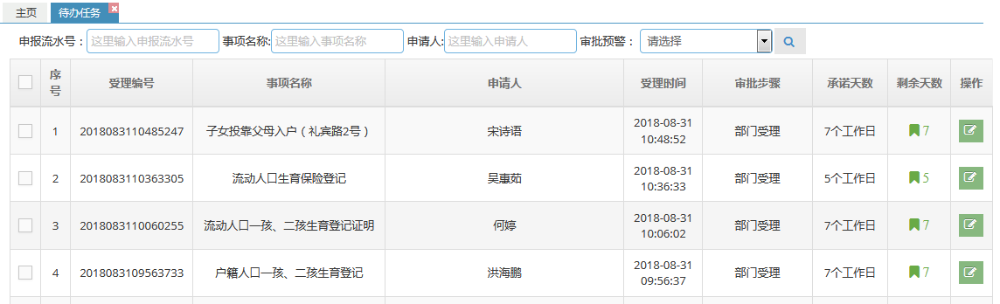 主页 待办任务
申报流水号： 这里输入申报流水号 事项名称: 这里输入事项名称 申请人: 这里输入申请人 审批预警： 请选择
序号 受理编号 事项名称 申请人 受理时间 审批步骤 承诺天数 剩余天数 操作
1 2018083110485247 子女投靠父母入户（礼宾路2号） 宋诗语 2018-08-31 10:48:52 部门受理 7个工作日 7
2 2018083110363305 流动人口生育保险登记 吴惠茹 2018-08-31 10:36:33 部门受理 5个工作日 5
3 2018083110060255 流动人口一孩、二孩生育登记证明 何婷 2018-08-31 10:06:02 部门受理 7个工作日 7
4 2018083109563733 户籍人口一孩、二孩生育登记 洪海鹏 2018-08-31 09:56:37 部门受理 7个工作日 7